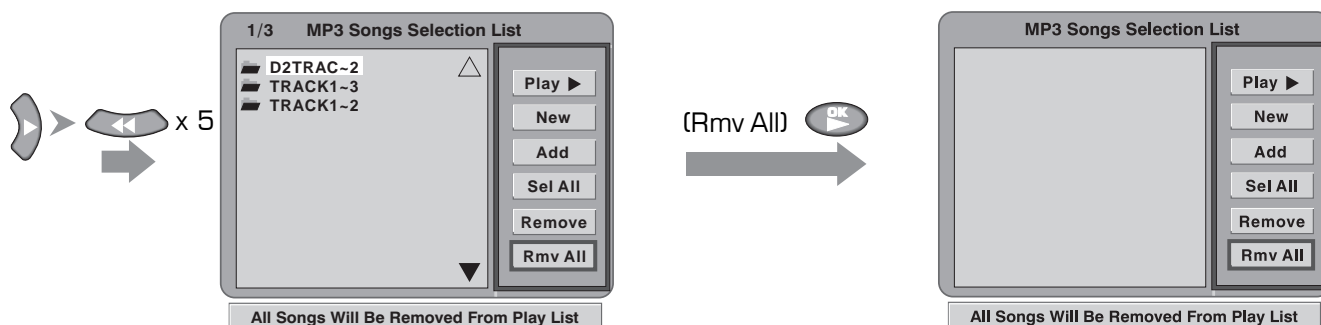 1/3 MP3 Songs Selection List
D2TRAC~2
TRACK1~3
TRACK1~2
Play
New
Add
Sel All
Remove
Rmv All
All Songs Will Be Removed From Play List
x 5
(Rmv All)
OK
MP3 Songs Selection List
Play
New
Add
Sel All
Remove
Rmv All
All Songs Will Be Removed From Play List